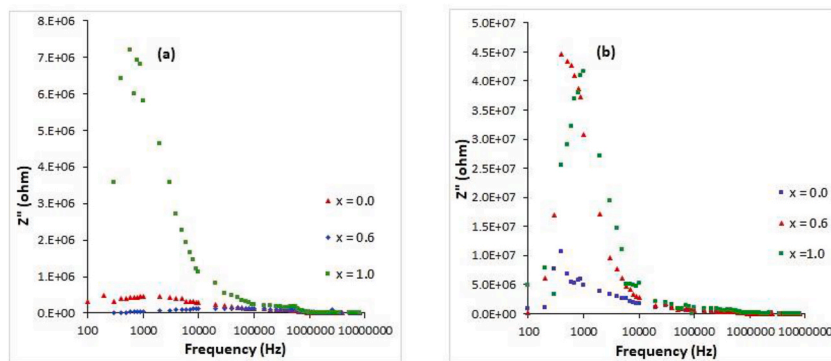 (a)
8.E+06
7.E+06
6.E+06
5.E+06
4.E+06
3.E+06
2.E+06
1.E+06
0.E+00
Z" (ohm)
x = 0.0
x = 0.6
x = 1.0
100 1000 10000 100000 1000000 10000000
Frequency (Hz)
(b)
5.0E+07
4.5E+07
4.0E+07
3.5E+07
3.0E+07
2.5E+07
2.0E+07
1.5E+07
1.0E+07
5.0E+06
0.0E+00
Z" (ohm)
x = 0.0
x = 0.6
x =1.0
100 1000 10000 100000 1000000 10000000
Frequency (Hz)